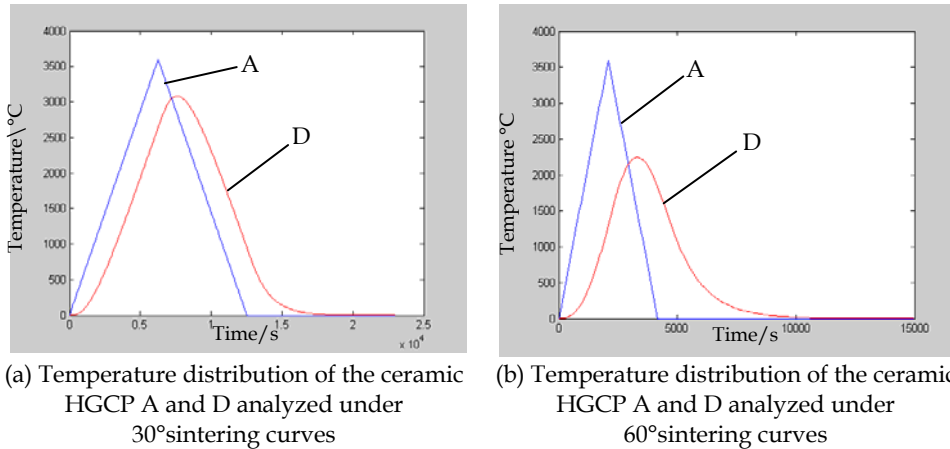 4000
3500
3000
2500
2000
1500
1000
500
0
Temperature\°C
A
D
0
0.5
1
1.5
2
2.5
Time/s
x 10⁴
(a) Temperature distribution of the ceramic
HGCP A and D analyzed under
30°sintering curves
4000
3500
3000
2500
2000
1500
1000
500
0
Temperature °C
A
D
0
5000
10000
15000
Time/s
(b) Temperature distribution of the ceramic
HGCP A and D analyzed under
60°sintering curves